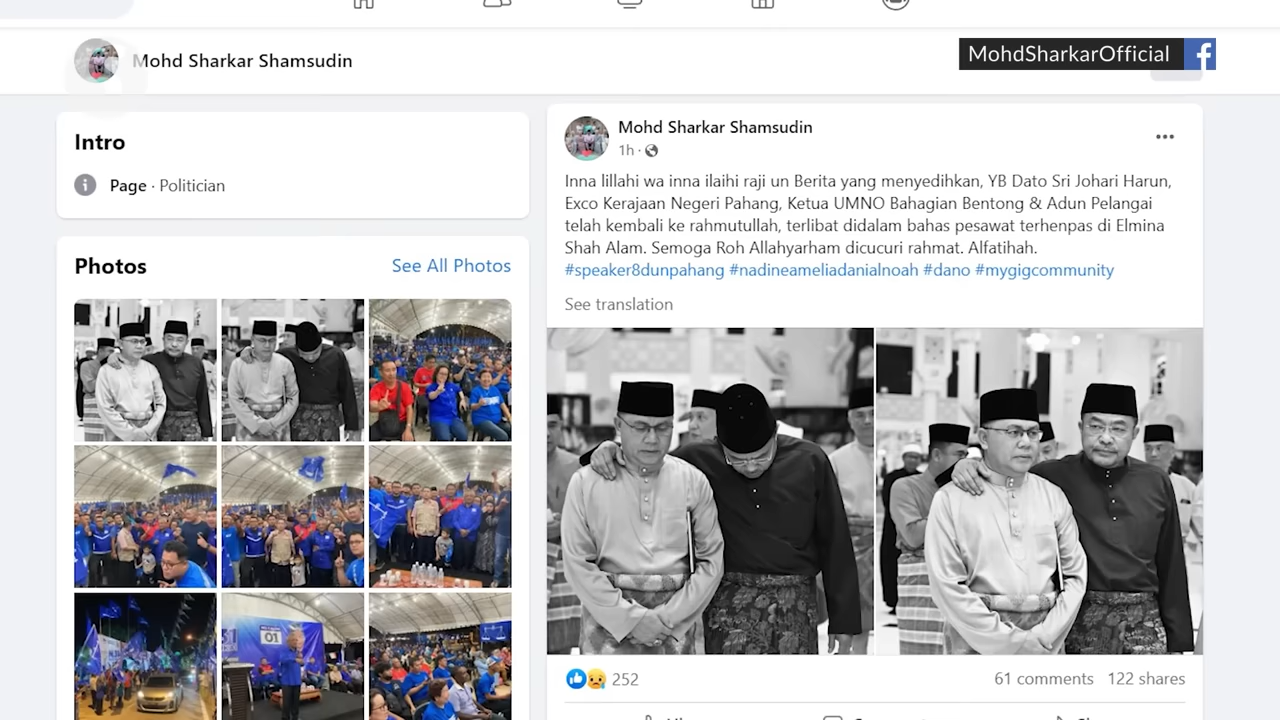 Mohd Sharkar Shamsudin
MohdSharkarOfficial
Intro
Page · Politician
Photos
See All Photos
01
Mohd Sharkar Shamsudin
1h ·
Inna lillahi wa inna ilaihi raji un Berita yang menyedihkan, YB Dato Sri Johari Harun,
Exco Kerajaan Negeri Pahang, Ketua UMNO Bahagian Bentong & Adun Pelangai
telah kembali ke rahmutullah, terlibat didalam bahas pesawat terhenpas di Elmina
Shah Alam. Semoga Roh Allahyarham dicucuri rahmat. Alfatihah.
#speaker8dunpahang #nadineameliadanialnoah #dano #mygigcommunity
See translation
252
61 comments 122 shares